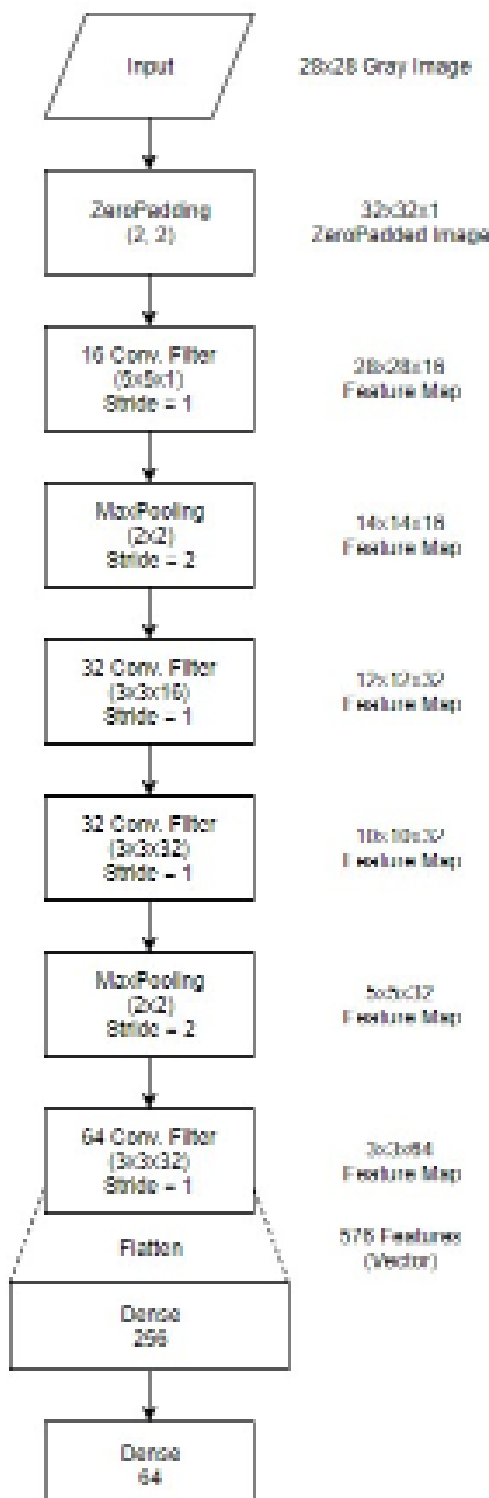 Input
28x28 Gray Image
ZeroPadding
(2, 2)
32x32x1
ZeroPadded Image
16 Conv. Filter
(5x5x1)
Stride = 1
28x28x16
Feature Map
MaxPooling
(2x2)
Stride = 2
14x14x16
Feature Map
32 Conv. Filter
(3x3x16)
Stride = 1
12x12x32
Feature Map
32 Conv. Filter
(3x3x32)
Stride = 1
10x10x32
Feature Map
MaxPooling
(2x2)
Stride = 2
5x5x32
Feature Map
64 Conv. Filter
(3x3x32)
Stride = 1
3x3x64
Feature Map
Flatten
576 Features
(Vector)
Dense
256
Dense
64